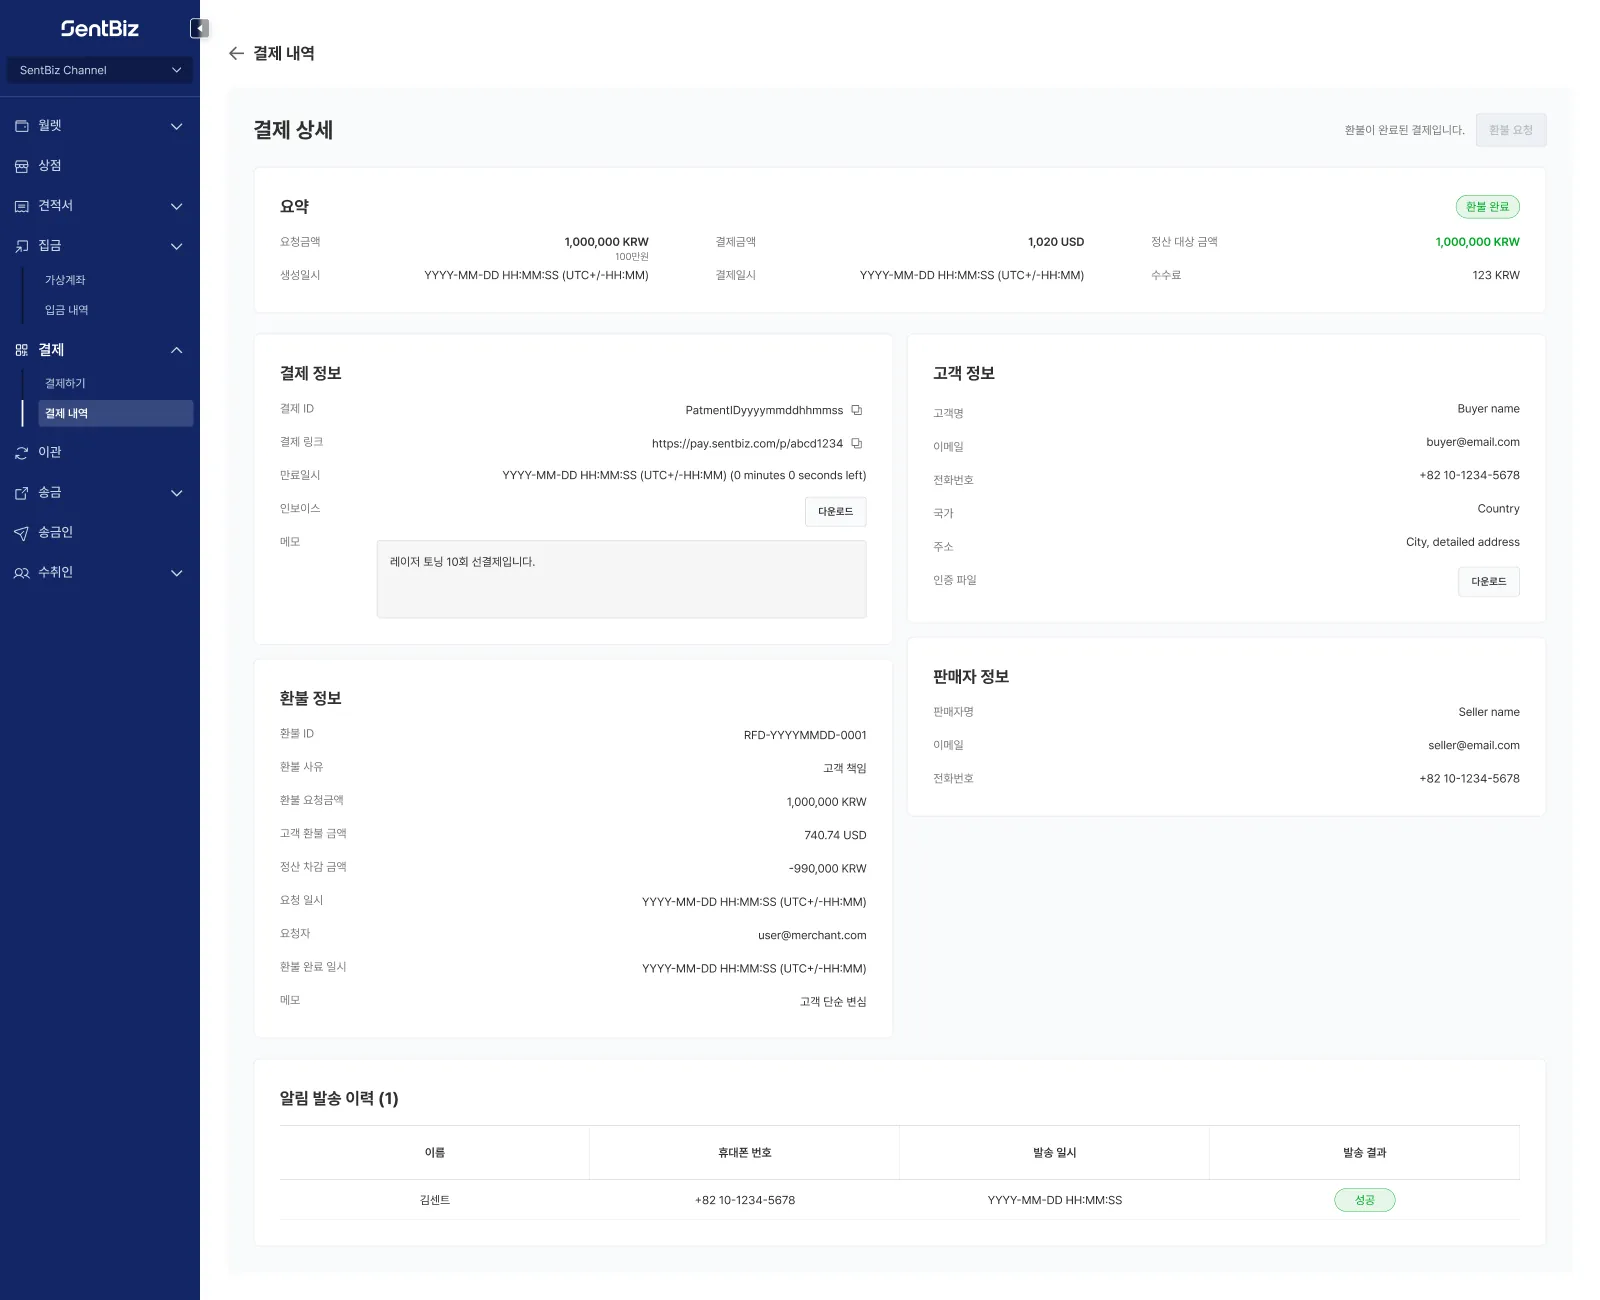 SentBiz
SentBiz Channel
월렛
상점
견적서
집금
가상계좌
입금 내역
결제
결제하기
결제 내역
이관
송금
송금인
수취인
결제 내역
결제 상세
환불이 완료된 결제입니다.
환불 요청
요약
환불 완료
요청금액 1,000,000 KRW
100만원
결제금액 1,020 USD
정산 대상 금액 1,000,000 KRW
생성일시 YYYY-MM-DD HH:MM:SS (UTC+/-HH:MM)
결제일시 YYYY-MM-DD HH:MM:SS (UTC+/-HH:MM)
수수료 123 KRW
결제 정보
결제 ID PatmentIDyyyymmddhhmmss
결제 링크 https://pay.sentbiz.com/p/abcd1234
만료일시 YYYY-MM-DD HH:MM:SS (UTC+/-HH:MM) (0 minutes 0 seconds left)
인보이스 다운로드
메모 레이저 토닝 10회 선결제입니다.
고객 정보
고객명 Buyer name
이메일 buyer@email.com
전화번호 +82 10-1234-5678
국가 Country
주소 City, detailed address
인증 파일 다운로드
환불 정보
환불 ID RFD-YYYYMMDD-0001
환불 사유 고객 책임
환불 요청금액 1,000,000 KRW
고객 환불 금액 740.74 USD
정산 차감 금액 -990,000 KRW
요청 일시 YYYY-MM-DD HH:MM:SS (UTC+/-HH:MM)
요청자 user@merchant.com
환불 완료 일시 YYYY-MM-DD HH:MM:SS (UTC+/-HH:MM)
메모 고객 단순 변심
판매자 정보
판매자명 Seller name
이메일 seller@email.com
전화번호 +82 10-1234-5678
알림 발송 이력 (1)
이름 휴대폰 번호 발송 일시 발송 결과
김센트 +82 10-1234-5678 YYYY-MM-DD HH:MM:SS 성공